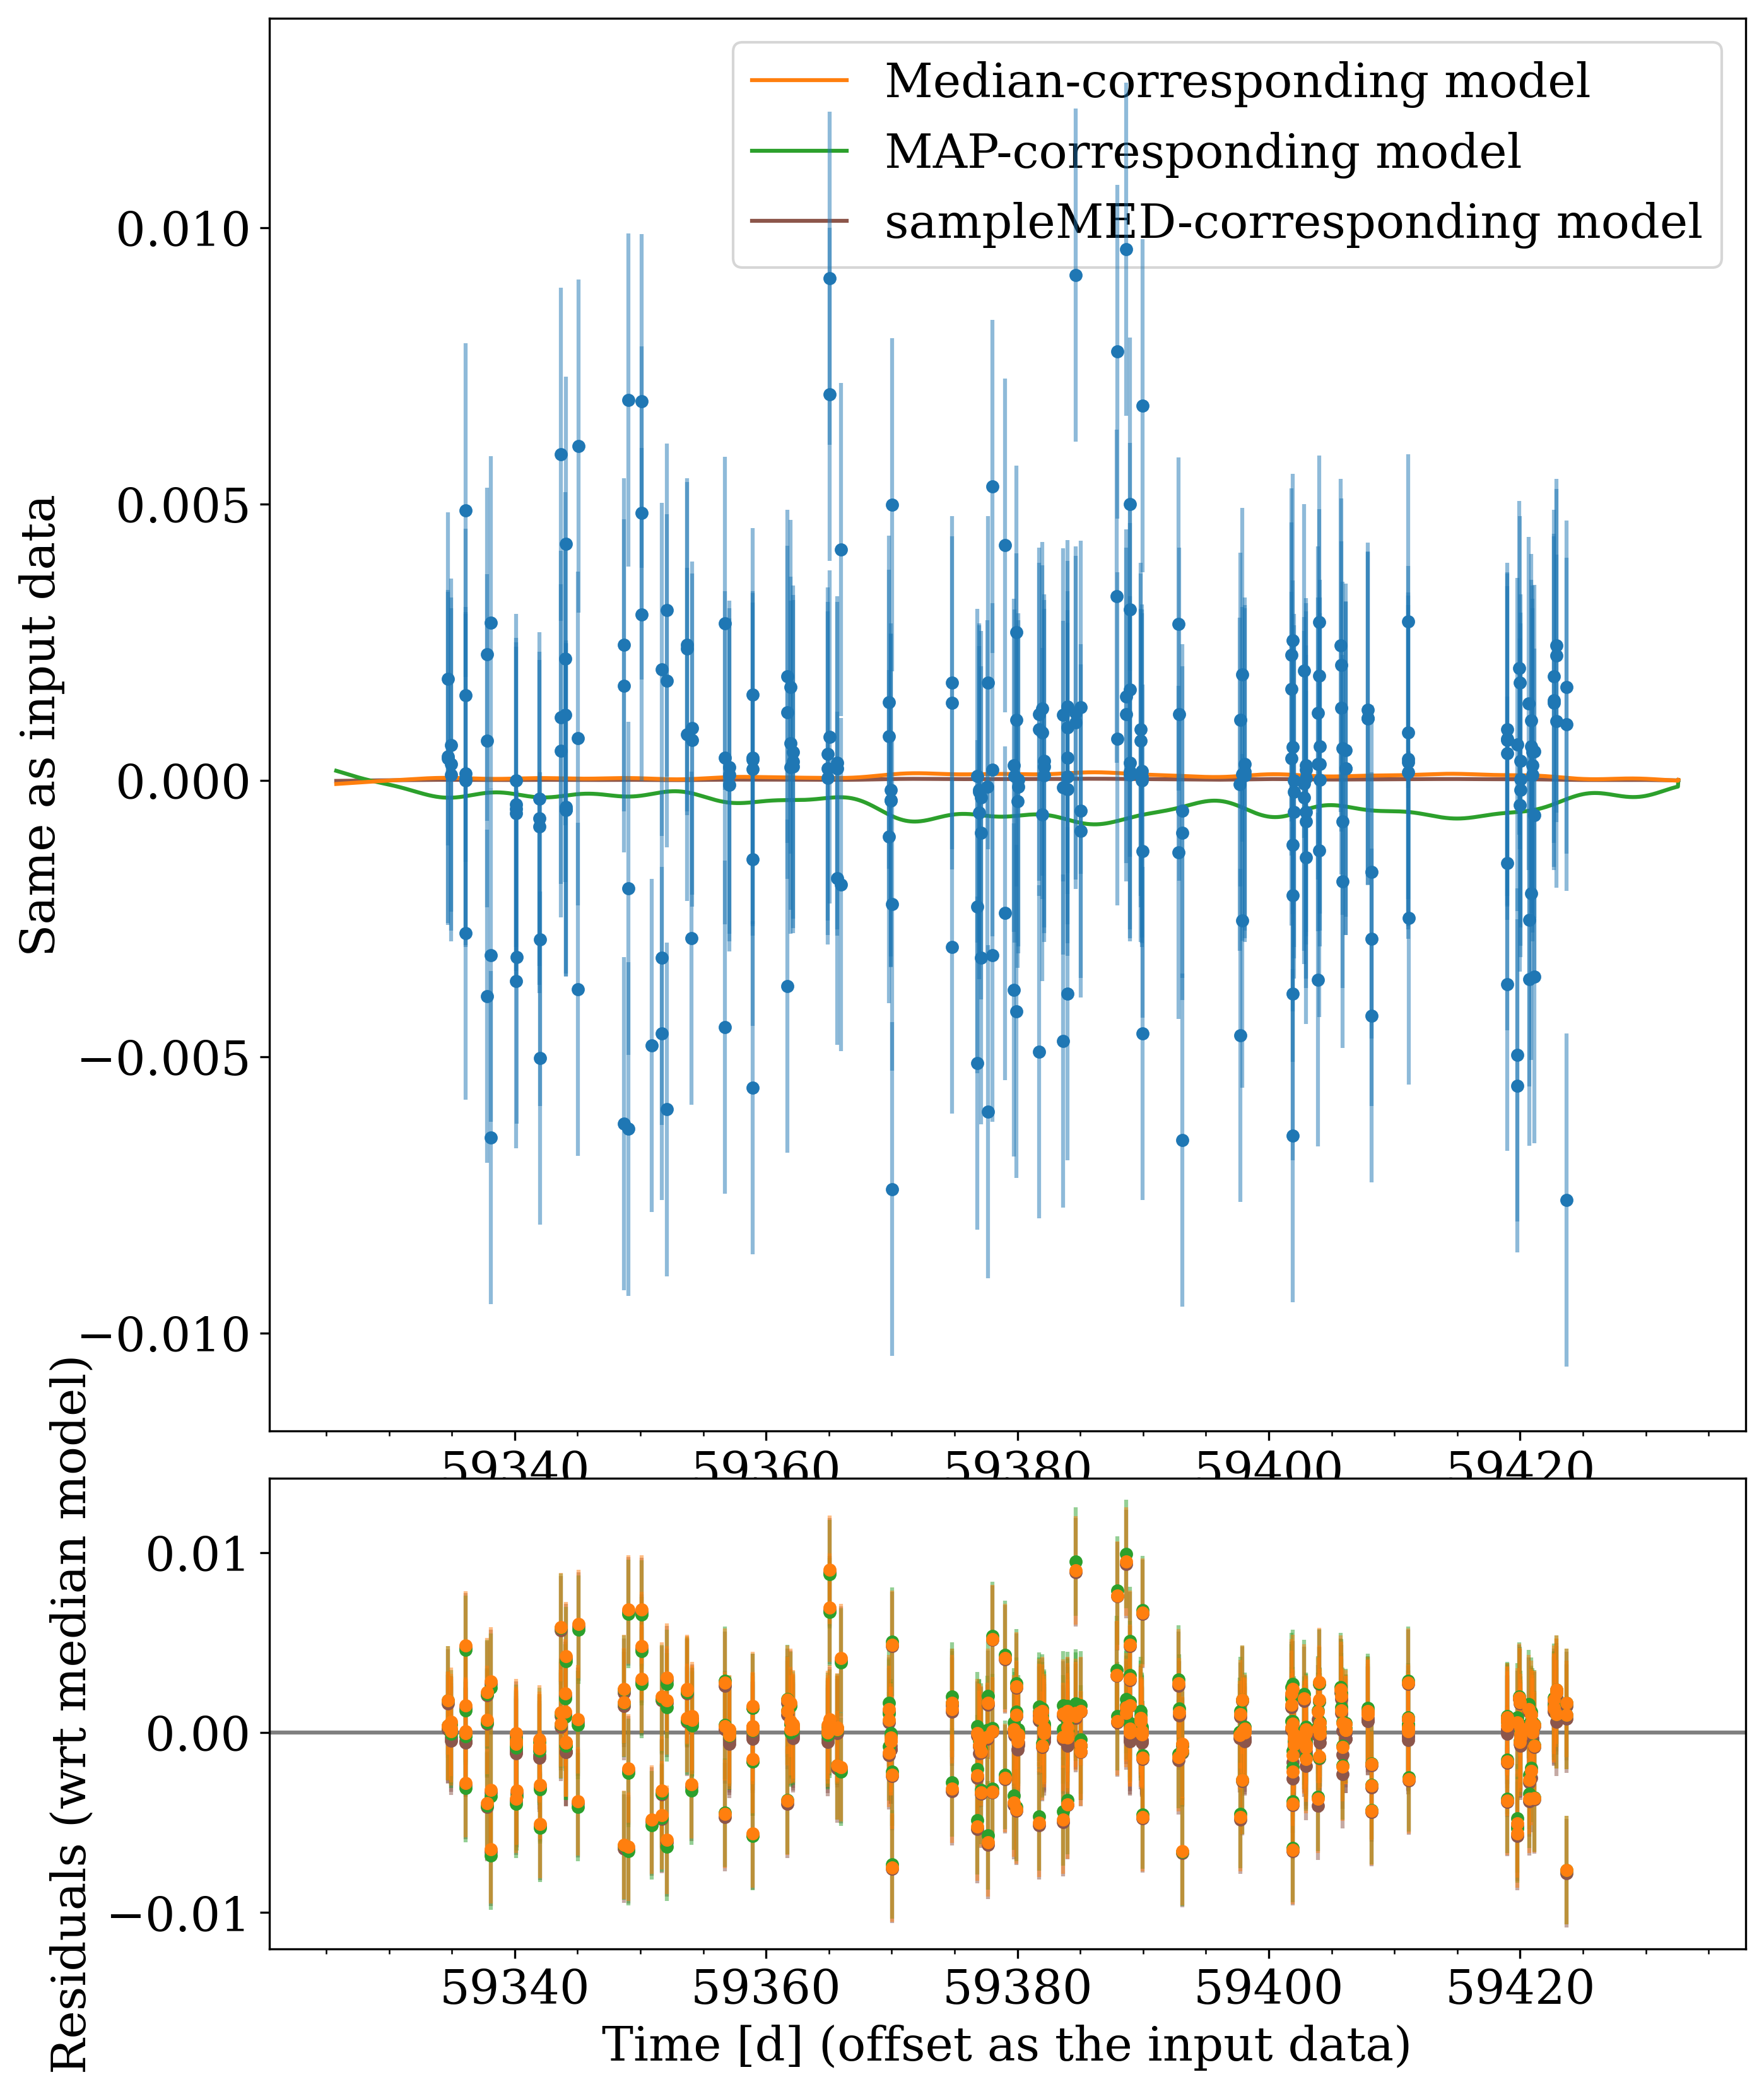 Median-corresponding model
MAP-corresponding model
sampleMED-corresponding model
0.010
0.005
0.000
−0.005
−0.010
Same as input data
59340 59360 59380 59400 59420
0.01
0.00
−0.01
Residuals (wrt median model)
59340 59360 59380 59400 59420
Time [d] (offset as the input data)